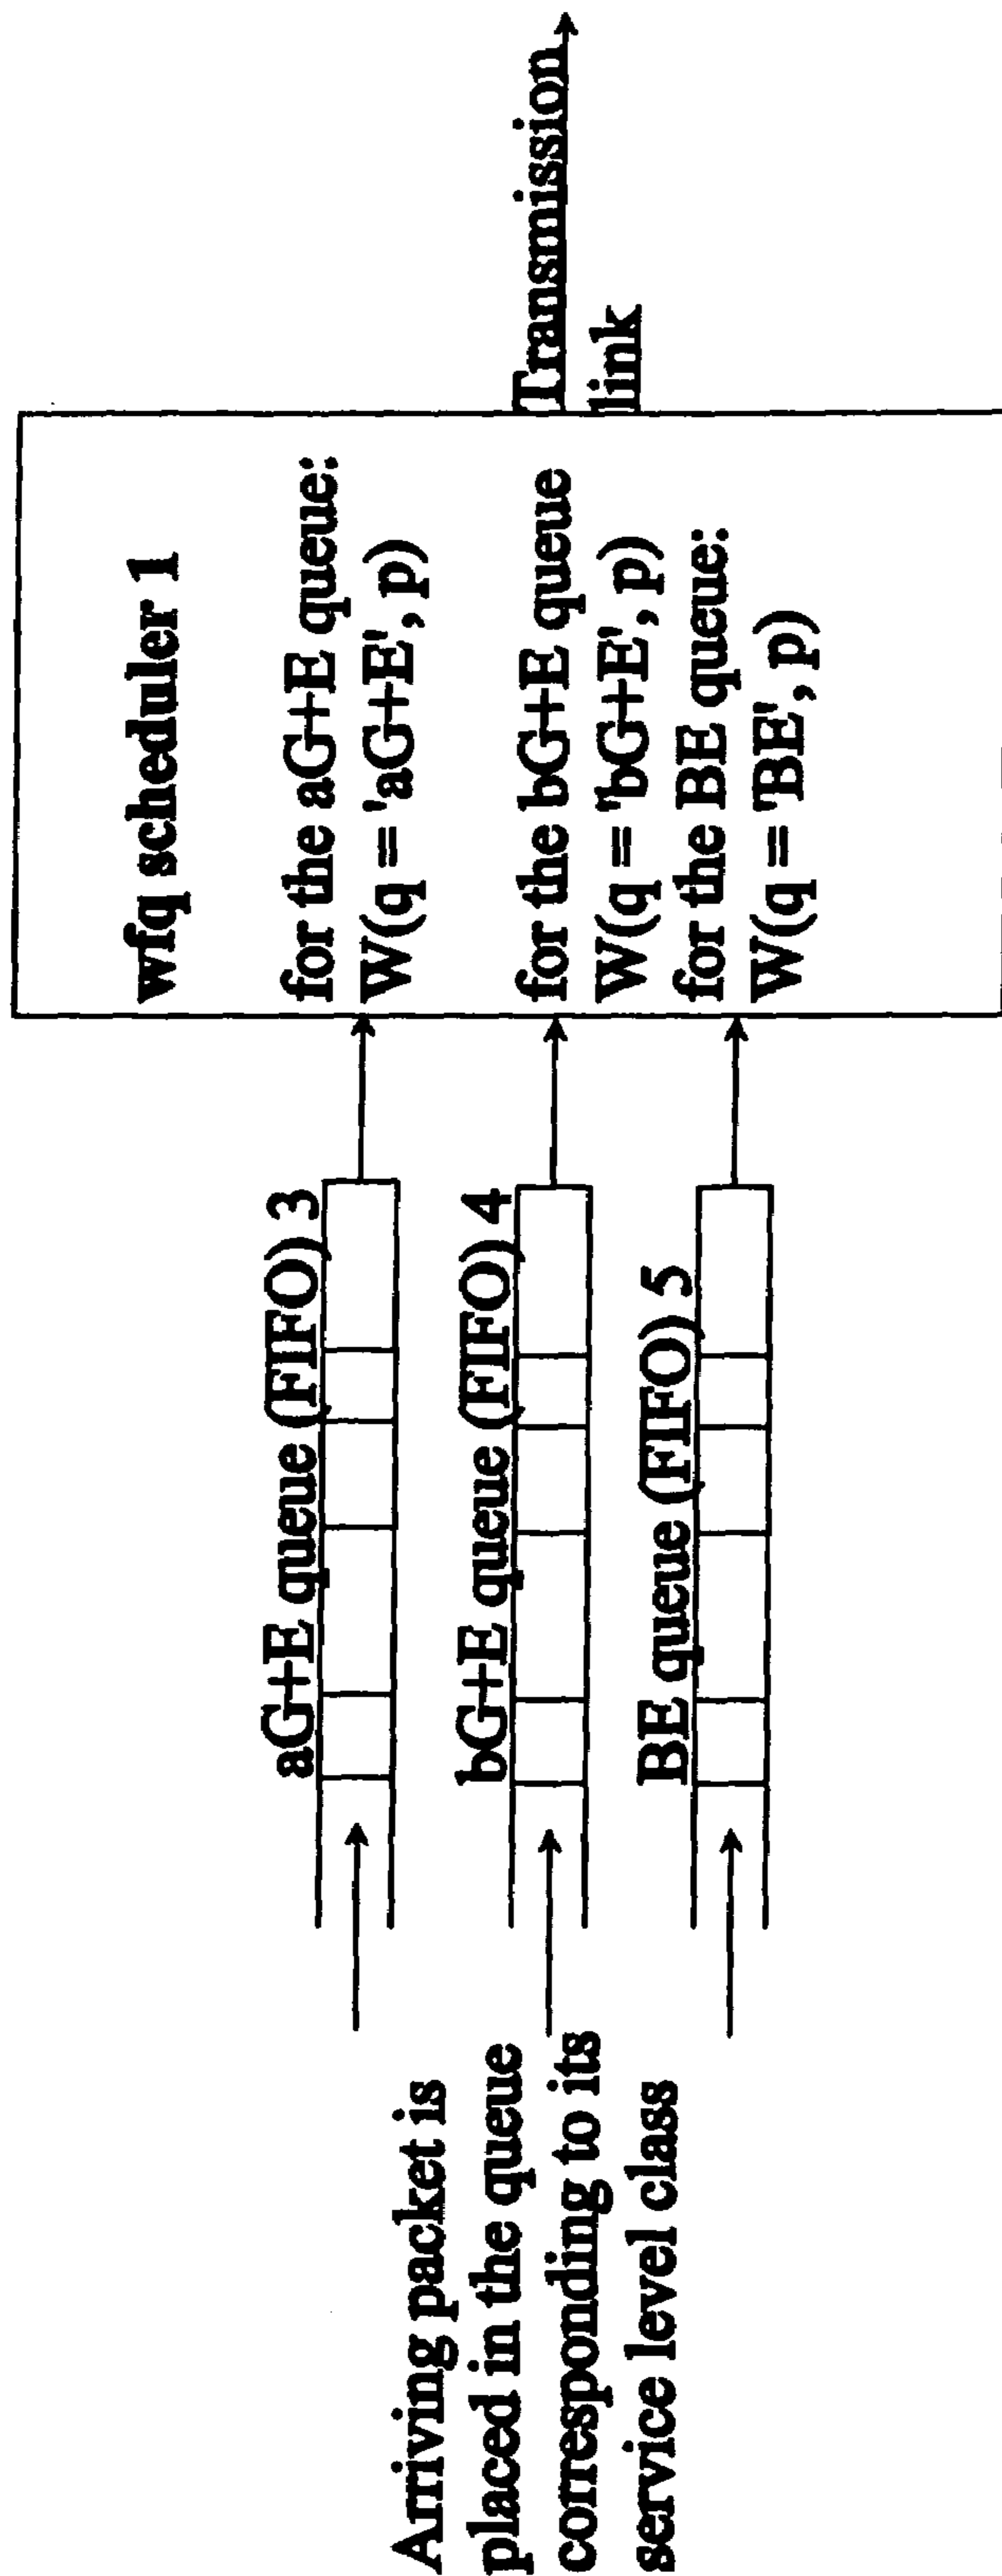 Arriving packet is
placed in the queue
corresponding to its
service level class
aG+E queue (FIFO) 3
bG+E queue (FIFO) 4
BE queue (FIFO) 5
wfq scheduler 1
for the aG+E queue:
W(q ='aG+E', p)
for the bG+E queue
W(q ='bG+E', p)
for the BE queue:
W(q ='BE', p)
Transmission
link